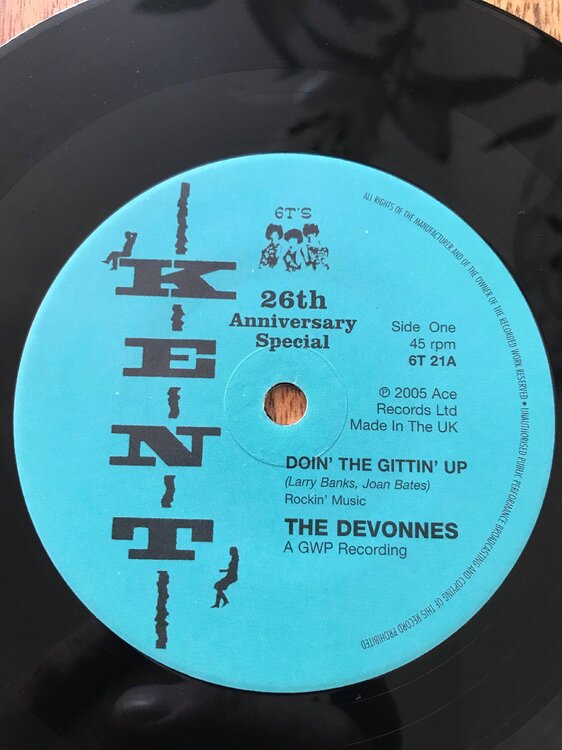 KENT
6T'S
26th
Anniversary
Special
Side One
45 rpm
6T 21A
℗ 2005 Ace
Records Ltd
Made In The UK
DOIN' THE GITTIN' UP
(Larry Banks, Joan Bates)
Rockin' Music
THE DEVONNES
A GWP Recording
ALL RIGHTS OF THE MANUFACTURER AND OF THE OWNER OF THE RECORDED WORK RESERVED • UNAUTHORISED PUBLIC PERFORMANCE BROADCASTING AND COPYING OF THIS RECORD PROHIBITED